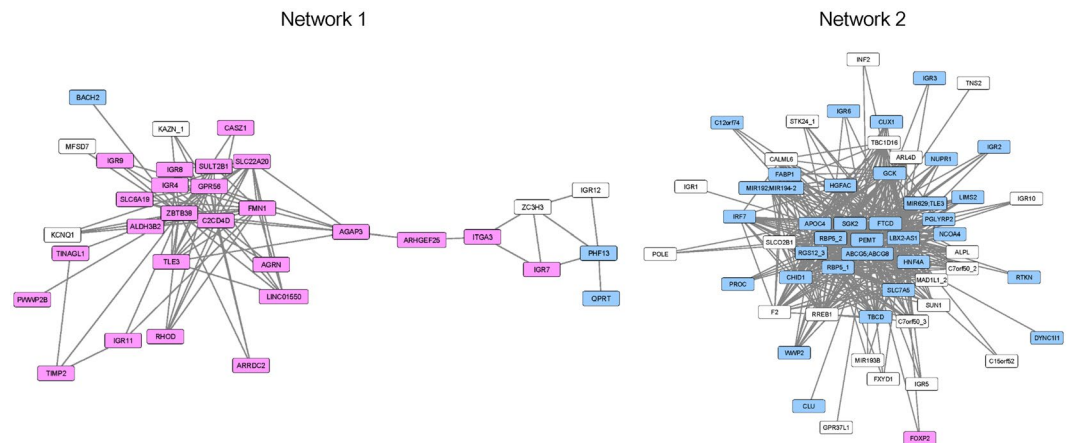 Network 1
Network 2
BACH2
KAZN_1
CASZ1
MFSD7
IGR9
IGR8
SULT2B1
SLC22A20
IGR4
GPR56
SLC6A19
ZBTB38
C2CD4D
FMN1
ALDH3B2
KCNQ1
TINAGL1
TLE3
AGRN
PWWP2B
LINC01550
IGR11
RHOD
TIMP2
ARRDC2
AGAP3
ARHGEF25
ITGA3
IGR12
ZC3H3
PHF13
IGR7
QPRT
INF2
IGR3
TNS2
C12orf74
STK24_1
IGR6
CUX1
TBC1D16
ARL4D
IGR2
CALML6
NUPR1
FABP1
GCK
IGR1
MIR192;MIR194-2
HGFAC
MIR629;TLE3
LIMS2
IGR10
IRF7
APOC4
SGK2
FTCD
PGLYRP2
NCOA4
SLCO2B1
RBP5_2
PEMT
LBX2-AS1
POLE
RGS12_3
ABCG5;ABCG8
HNF4A
ALPL
C7orf50_2
PROC
CHID1
RBP5_1
MAD1L1_2
RTKN
SLC7A5
F2
RREB1
TBCD
SUN1
C7orf50_3
DYNC1I1
WWP2
MIR193B
C15orf52
FXYD1
IGR5
CLU
GPR37L1
FOXP2